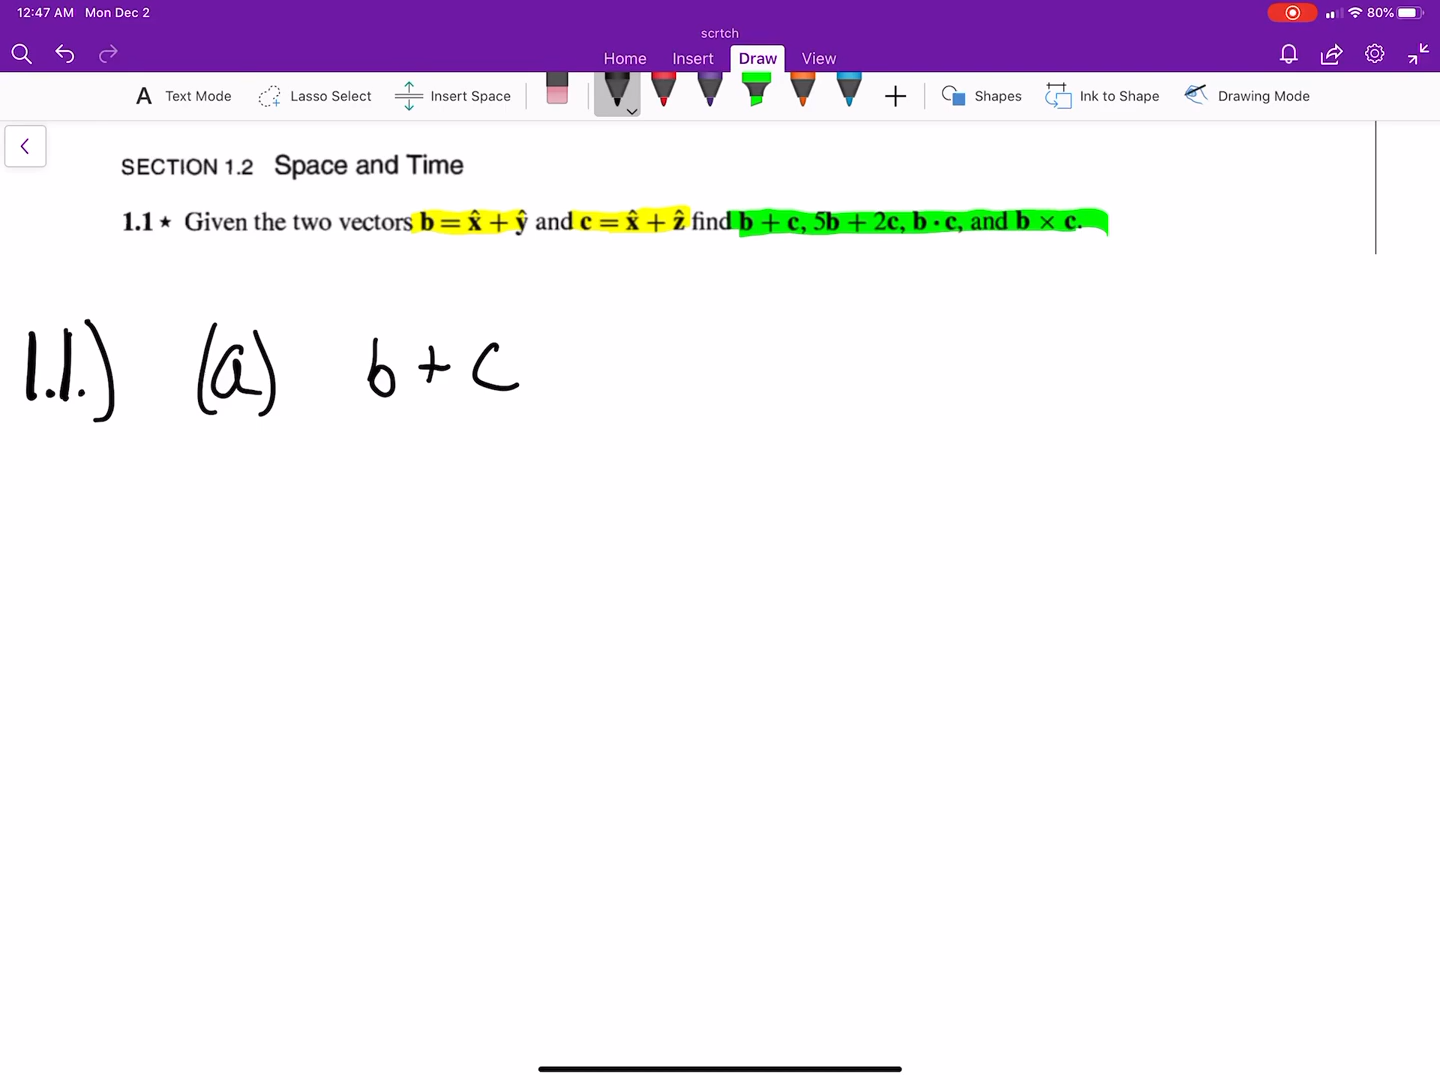 12:47 AM Mon Dec 2
80%
scrtch
Home Insert Draw View
A Text Mode Lasso Select Insert Space Shapes Ink to Shape Drawing Mode
SECTION 1.2 Space and Time
1.1 ⋆ Given the two vectors b = x̂ + ŷ and c = x̂ + ẑ find b + c, 5b + 2c, b · c, and b × c.
1.1.) (a) b + c